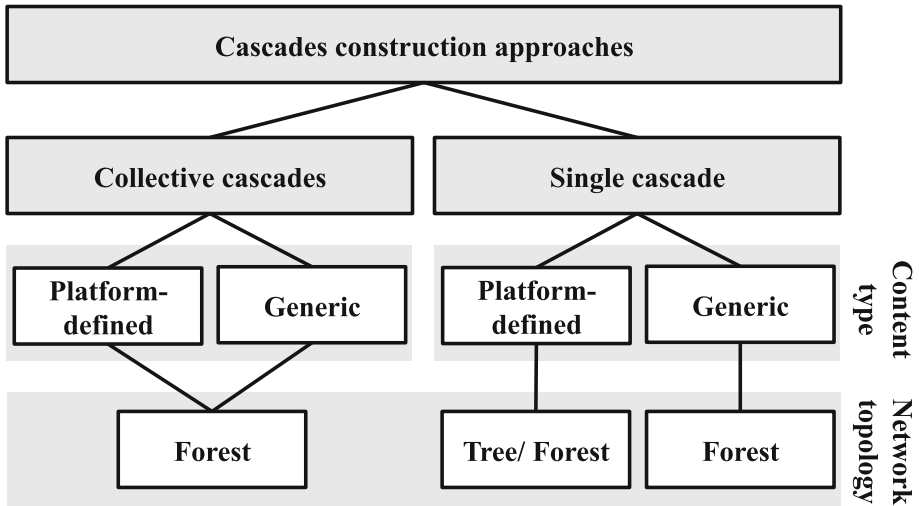 Cascades construction approaches
Collective cascades
Single cascade
Platform-
defined
Generic
Platform-
defined
Generic
Content
type
Forest
Tree/ Forest
Forest
Network
topology